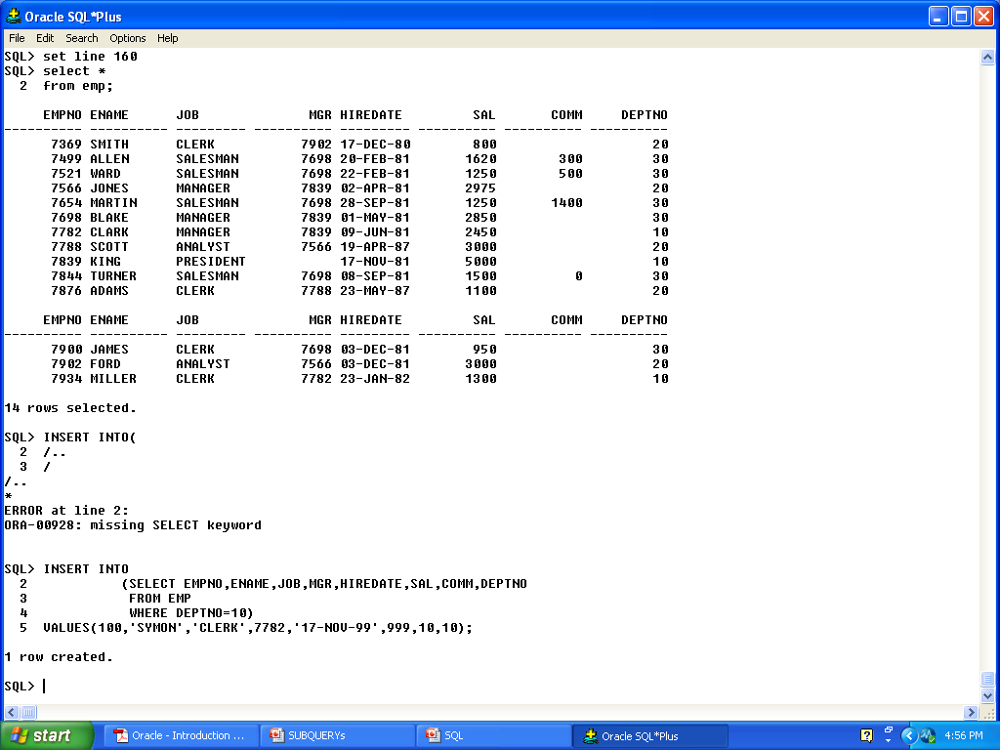 Oracle SQL*Plus
File Edit Search Options Help
SQL> set line 160
SQL> select *
  2  from emp;

     EMPNO ENAME      JOB              MGR HIREDATE         SAL       COMM     DEPTNO
---------- ---------- --------- ---------- --------- ---------- ---------- ----------
      7369 SMITH      CLERK           7902 17-DEC-80        800                    20
      7499 ALLEN      SALESMAN        7698 20-FEB-81       1620        300         30
      7521 WARD       SALESMAN        7698 22-FEB-81       1250        500         30
      7566 JONES      MANAGER         7839 02-APR-81       2975                    20
      7654 MARTIN     SALESMAN        7698 28-SEP-81       1250       1400         30
      7698 BLAKE      MANAGER         7839 01-MAY-81       2850                    30
      7782 CLARK      MANAGER         7839 09-JUN-81       2450                    10
      7788 SCOTT      ANALYST         7566 19-APR-87       3000                    20
      7839 KING       PRESIDENT            17-NOV-81       5000                    10
      7844 TURNER     SALESMAN        7698 08-SEP-81       1500          0         30
      7876 ADAMS      CLERK           7788 23-MAY-87       1100                    20

     EMPNO ENAME      JOB              MGR HIREDATE         SAL       COMM     DEPTNO
---------- ---------- --------- ---------- --------- ---------- ---------- ----------
      7900 JAMES      CLERK           7698 03-DEC-81        950                    30
      7902 FORD       ANALYST         7566 03-DEC-81       3000                    20
      7934 MILLER     CLERK           7782 23-JAN-82       1300                    10

14 rows selected.

SQL> INSERT INTO(
  2  /..
  3  /
/..
*
ERROR at line 2:
ORA-00928: missing SELECT keyword


SQL> INSERT INTO
  2            (SELECT EMPNO,ENAME,JOB,MGR,HIREDATE,SAL,COMM,DEPTNO
  3             FROM EMP
  4             WHERE DEPTNO=10)
  5  VALUES(100,'SYMON','CLERK',7782,'17-NOV-99',999,10,10);

1 row created.

SQL>
start Oracle - Introduction ... SUBQUERYs SQL Oracle SQL*Plus 4:56 PM